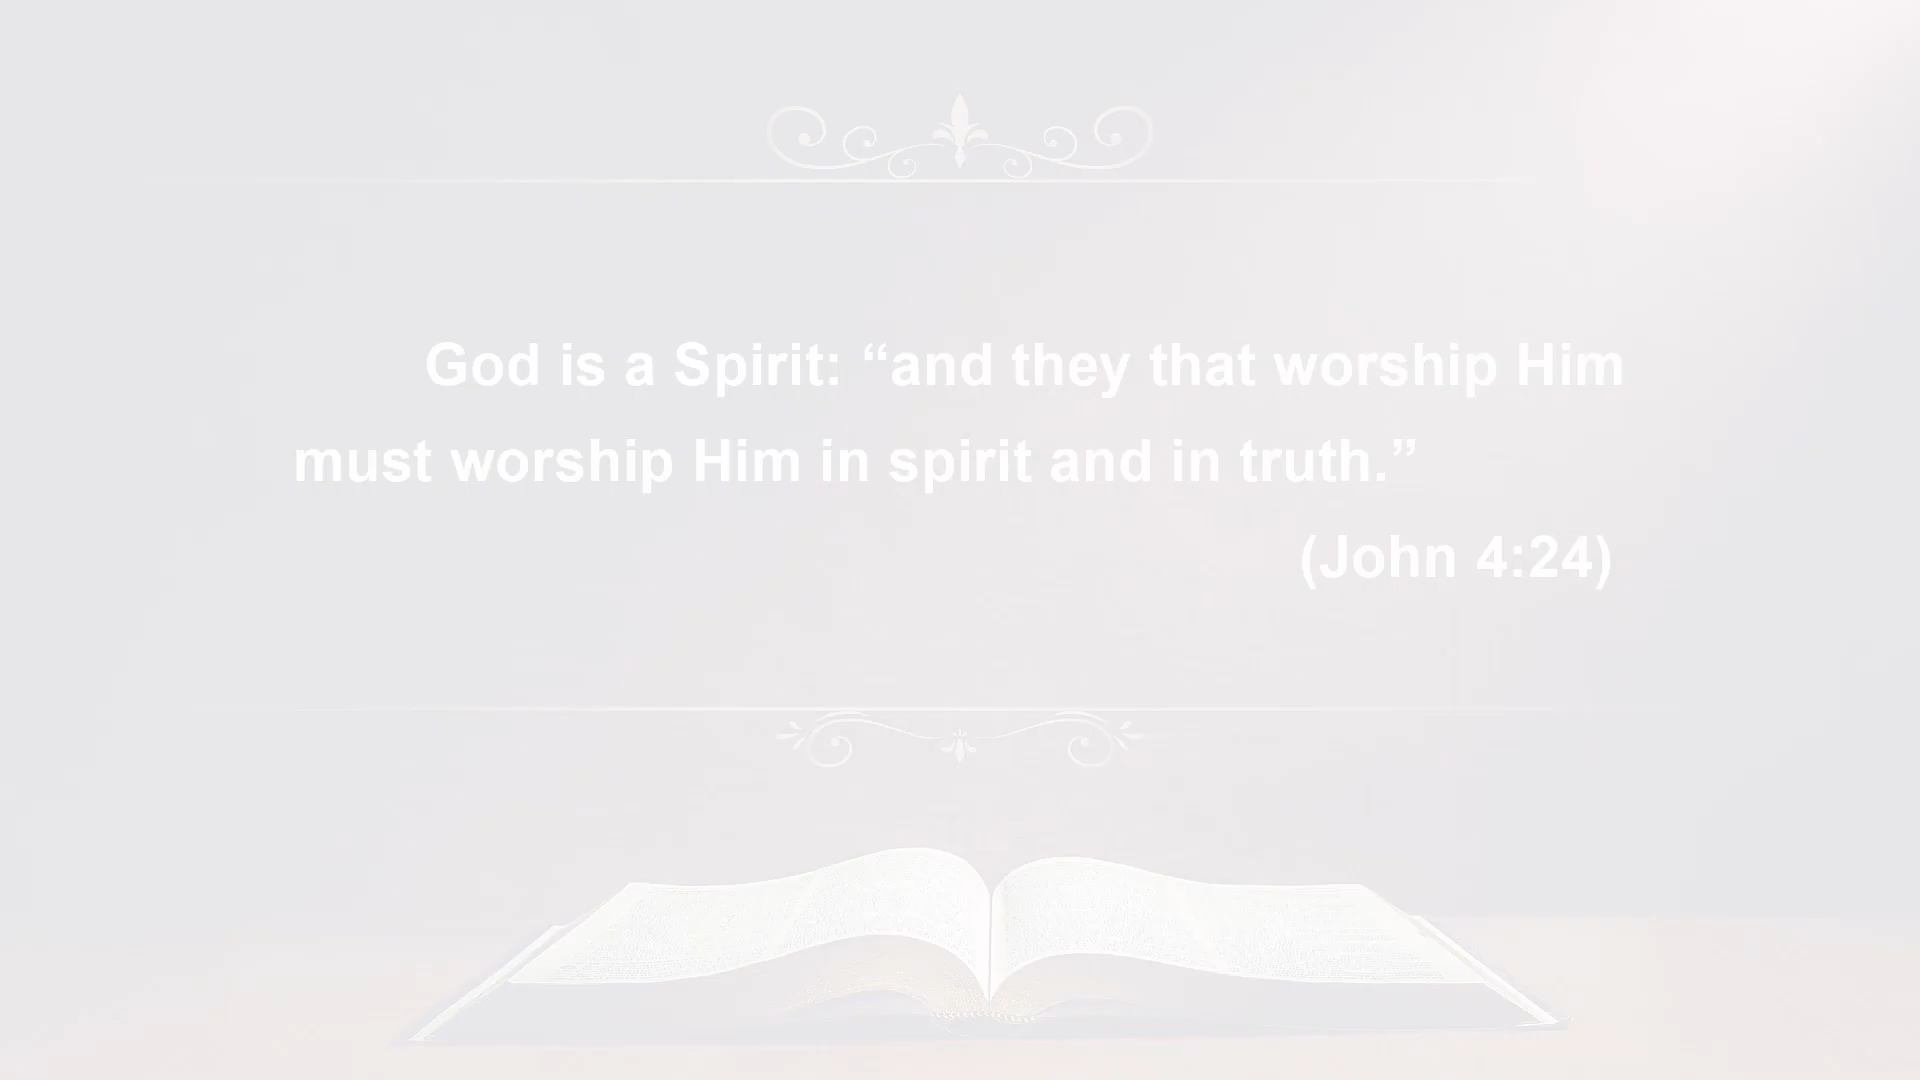 God is a Spirit: “and they that worship Him
must worship Him in spirit and in truth.”
(John 4:24)